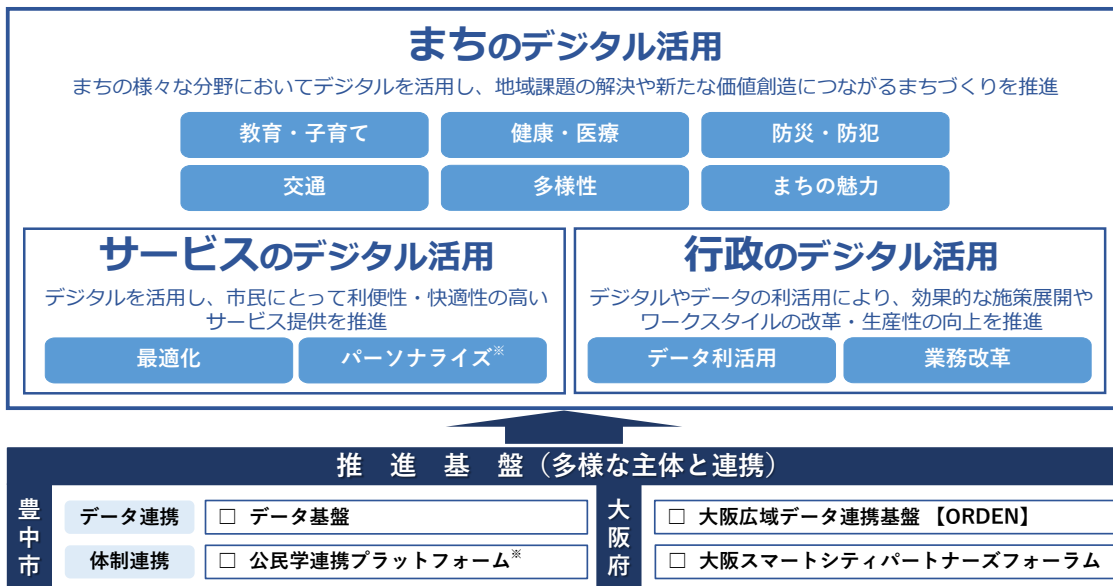 まちのデジタル活用
まちの様々な分野においてデジタルを活用し、地域課題の解決や新たな価値創造につながるまちづくりを推進
教育・子育て
健康・医療
防災・防犯
交通
多様性
まちの魅力
サービスのデジタル活用
デジタルを活用し、市民にとって利便性・快適性の高い
サービス提供を推進
最適化
パーソナライズ※
行政のデジタル活用
デジタルやデータの利活用により、効果的な施策展開や
ワークスタイルの改革・生産性の向上を推進
データ利活用
業務改革
推進基盤（多様な主体と連携）
豊中市
データ連携
□ データ基盤
体制連携
□ 公民学連携プラットフォーム※
大阪府
□ 大阪広域データ連携基盤 【ORDEN】
□ 大阪スマートシティパートナーズフォーラム